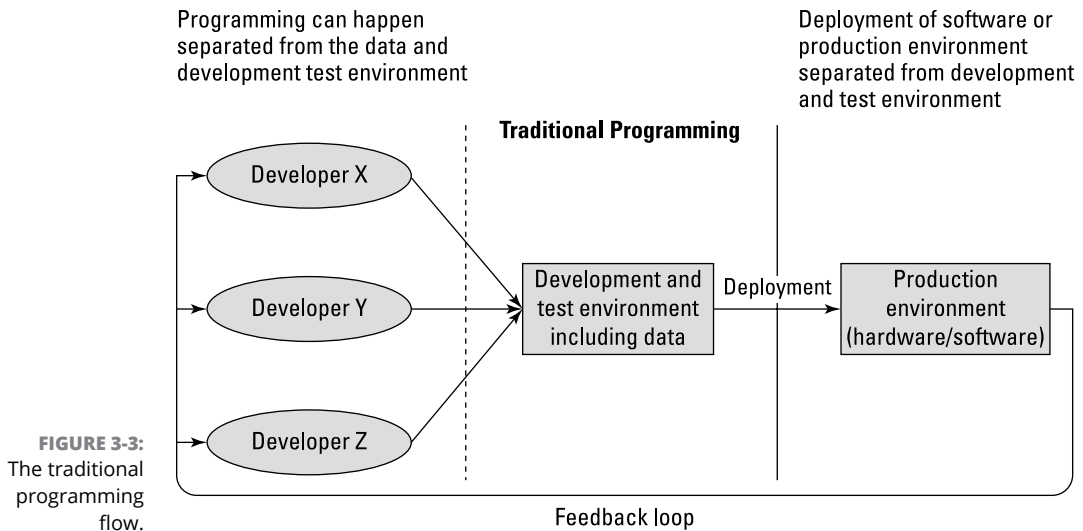 Programming can happen
separated from the data and
development test environment
Deployment of software or
production environment
separated from development
and test environment
Traditional Programming
Developer X
Developer Y
Developer Z
Development and
test environment
including data
Deployment
Production
environment
(hardware/software)
Feedback loop
FIGURE 3-3:
The traditional
programming
flow.